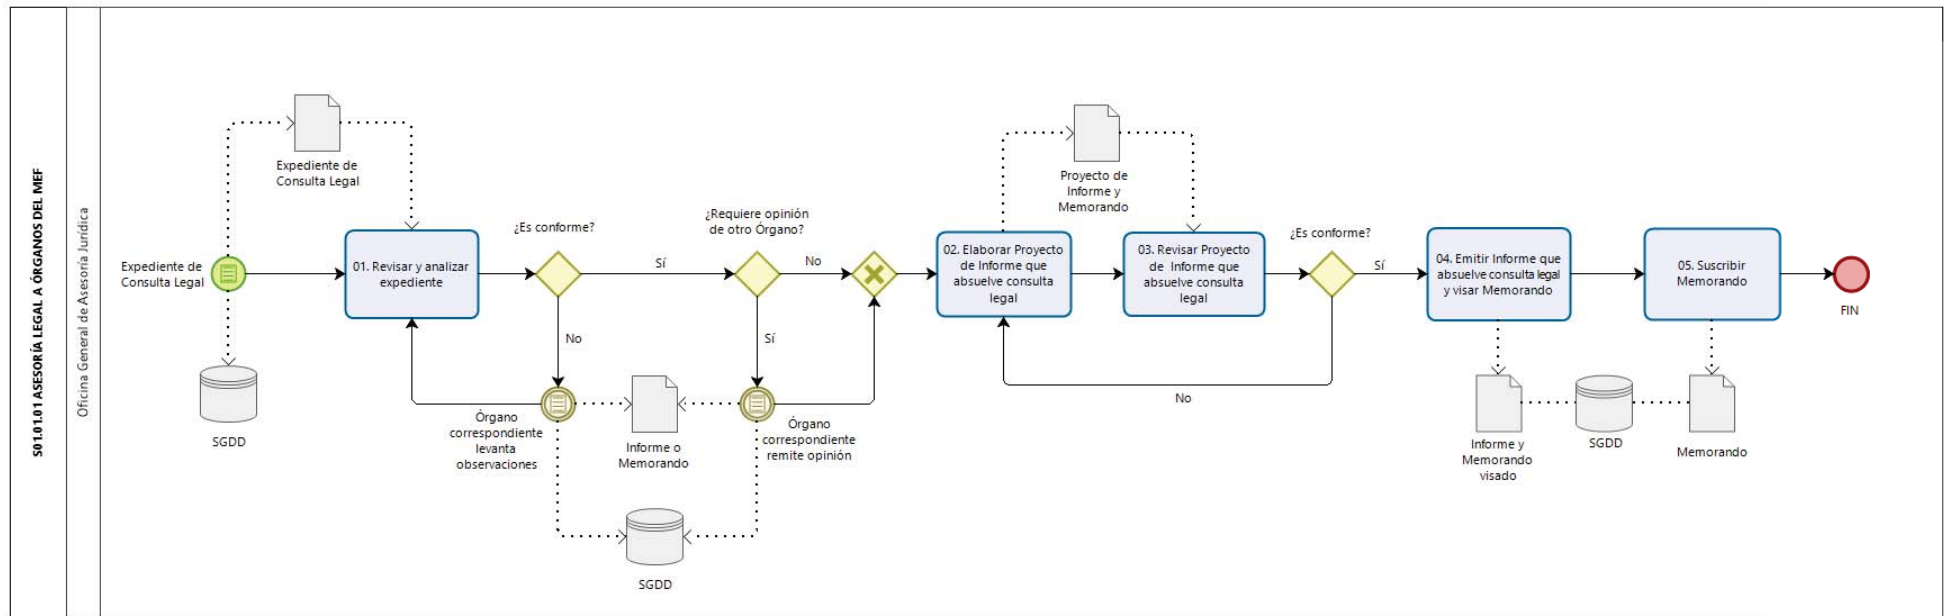 S01.01.01 ASESORÍA LEGAL A ÓRGANOS DEL MEF
Oficina General de Asesoría Jurídica
Expediente de
Consulta Legal
Expediente de
Consulta Legal
SGDD
01. Revisar y analizar
expediente
¿Es conforme?
Sí
No
Órgano
correspondiente
levanta
observaciones
Informe o
Memorando
SGDD
¿Requiere opinión
de otro Órgano?
No
Sí
Órgano
correspondiente
remite opinión
02. Elaborar Proyecto
de Informe que
absuelve consulta
legal
Proyecto de
Informe y
Memorando
03. Revisar Proyecto
de Informe que
absuelve consulta
legal
¿Es conforme?
Sí
No
04. Emitir Informe que
absuelve consulta legal
y visar Memorando
Informe y
Memorando
visado
SGDD
05. Suscribir
Memorando
Memorando
FIN